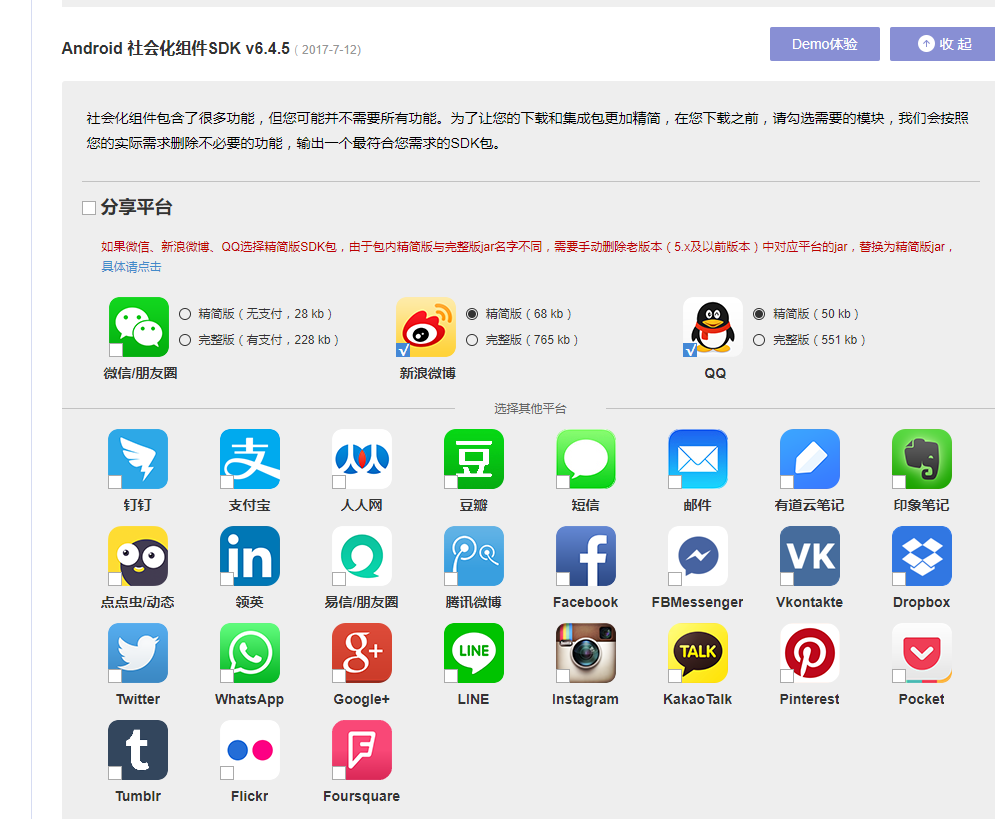 Android 社会化组件SDK v6.4.5 ( 2017-7-12)
Demo体验
收 起
社会化组件包含了很多功能，但您可能并不需要所有功能。为了让您的下载和集成包更加精简，在您下载之前，请勾选需要的模块，我们会按照
您的实际需求删除不必要的功能，输出一个最符合您需求的SDK包。
分享平台
如果微信、新浪微博、QQ选择精简版SDK包，由于包内精简版与完整版jar名字不同，需要手动删除老版本（5.x及以前版本）中对应平台的jar，替换为精简版jar，
具体请点击
精简版（无支付，28 kb ）
完整版（有支付，228 kb ）
微信/朋友圈
精简版（68 kb ）
完整版（765 kb ）
新浪微博
精简版（50 kb ）
完整版（551 kb ）
QQ
选择其他平台
支
豆
钉钉
支付宝
人人网
豆瓣
短信
邮件
有道云笔记
印象笔记
in
f
VK
点点虫/动态
领英
易信/朋友圈
腾讯微博
Facebook
FBMessenger
Vkontakte
Dropbox
g+
LINE
TALK
Twitter
WhatsApp
Google+
LINE
Instagram
KakaoTalk
Pinterest
Pocket
t
Tumblr
Flickr
Foursquare